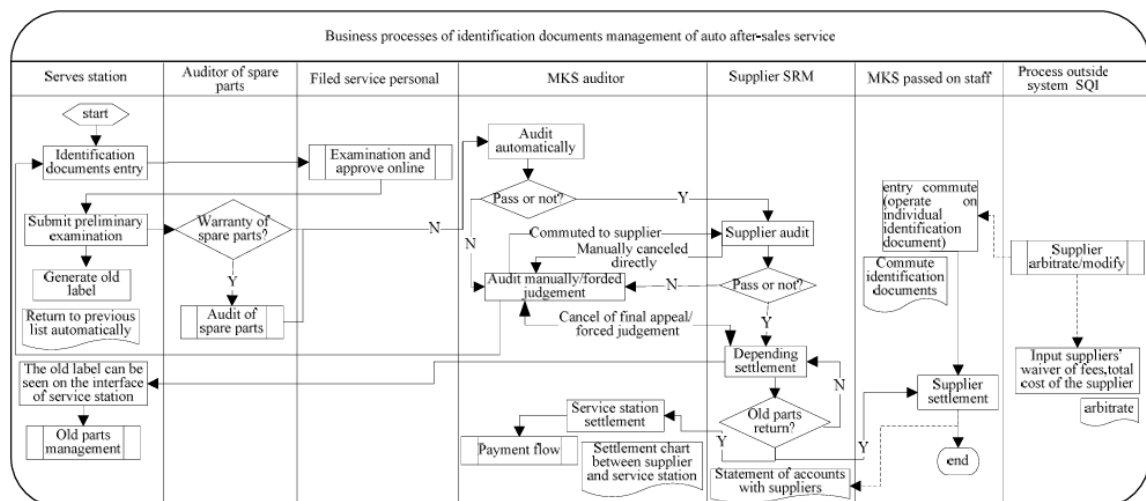 Business processes of identification documents management of auto after-sales service
Serves station
Auditor of spare
parts
Filed service personal
MKS auditor
Supplier SRM
MKS passed on staff
Process outside
system SQI
start
Identification
documents entry
Examination and
approve online
Audit
automatically
Pass or not?
Y
N
N
Submit preliminary
examination
Warranty of
spare parts?
Y
Generate old
label
Audit of
spare parts
Return to previous
list automatically
Commuted to supplier
Manually canceled
directly
Audit manually/forded
judgement
Supplier audit
N
Pass or not?
Y
Cancel of final appeal/
forced judgement
entry commute
(operate on
individual
identification
document)
Commute
identification
documents
Supplier
arbitrate/modify
The old label can be
seen on the interface
of service station
Old parts
management
Depending
settlement
N
Old parts
return?
Y
Y
Service station
settlement
Payment flow
Settlement chart
between supplier
and service station
Statement of accounts
with suppliers
Supplier
settlement
end
Input suppliers'
waiver of fees,total
cost of the supplier
arbitrate